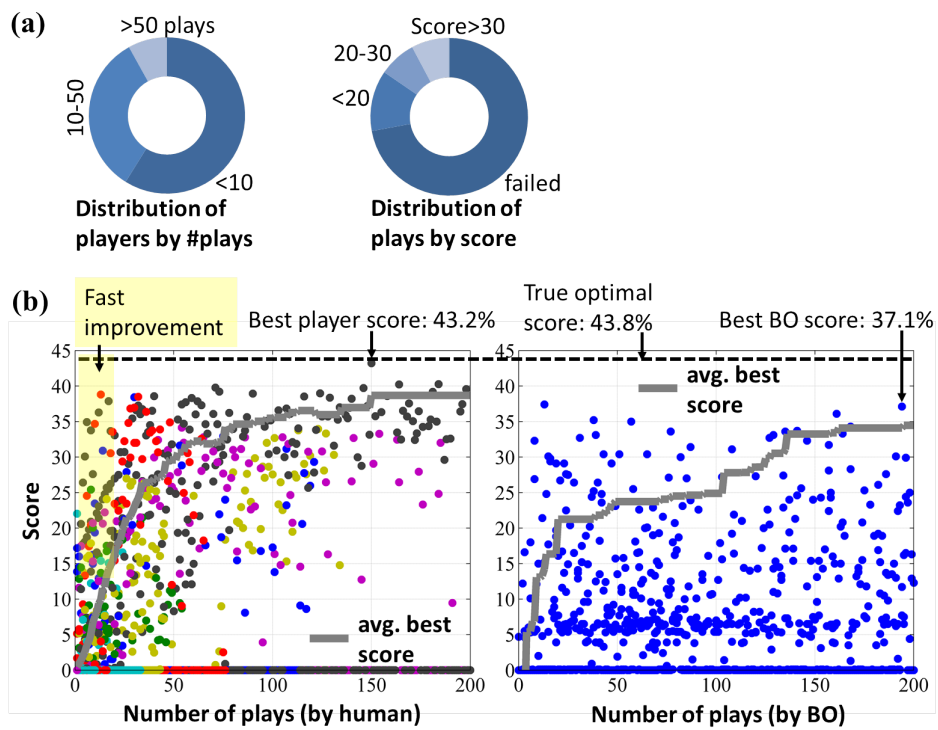 (a)
>50 plays
10-50
<10
Distribution of
players by #plays
Score>30
20-30
<20
failed
Distribution of
plays by score
(b)
Fast
improvement
Best player score: 43.2%
True optimal
score: 43.8%
Best BO score: 37.1%
45
40
35
30
25
20
15
10
5
0
Score
avg. best
score
0
50
100
150
200
Number of plays (by human)
45
40
35
30
25
20
15
10
5
0
avg. best
score
0
50
100
150
200
Number of plays (by BO)